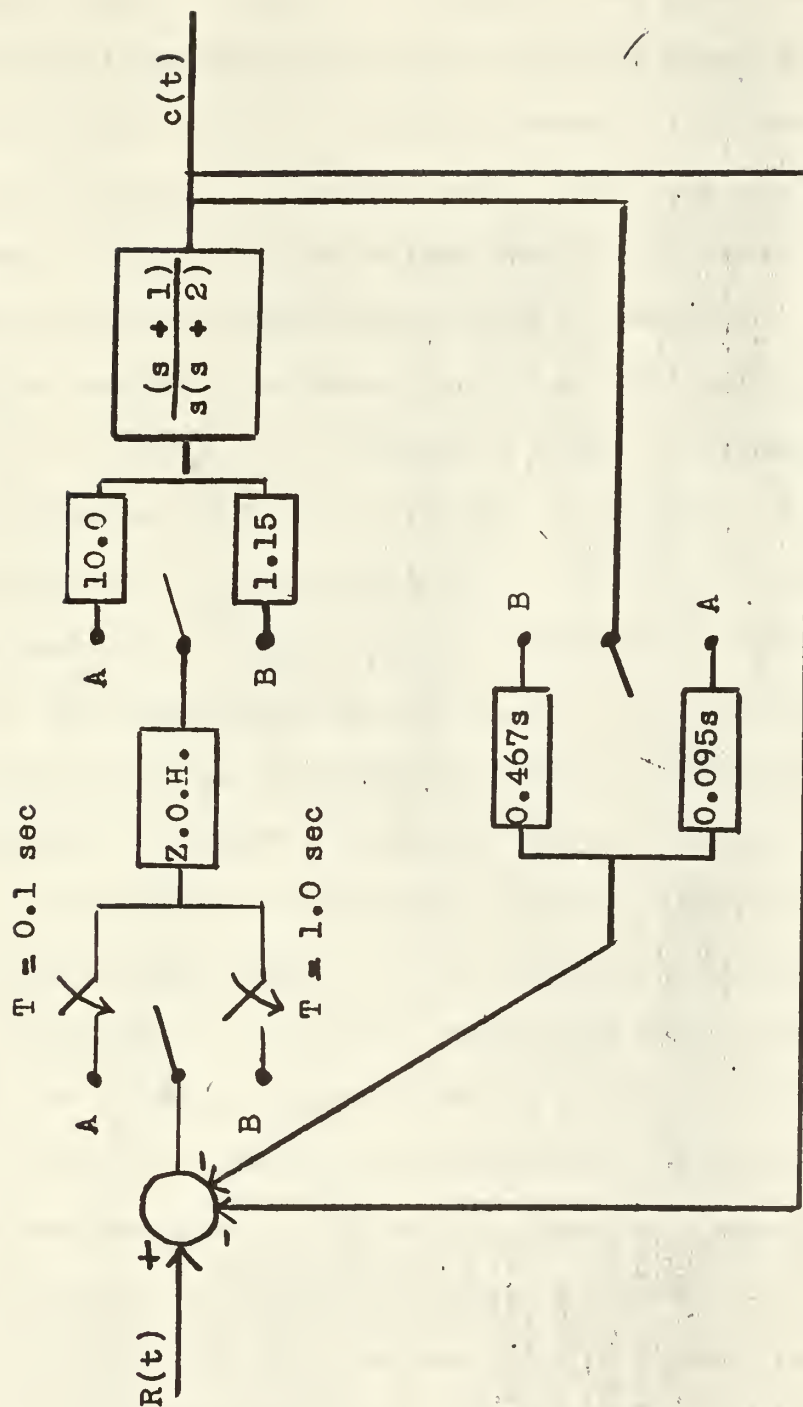 R(t)
+
-
-
A
B
T = 0.1 sec
T = 1.0 sec
Z.O.H.
A
B
10.0
1.15
(s + 1)
s(s + 2)
c(t)
0.467s
B
0.095s
A